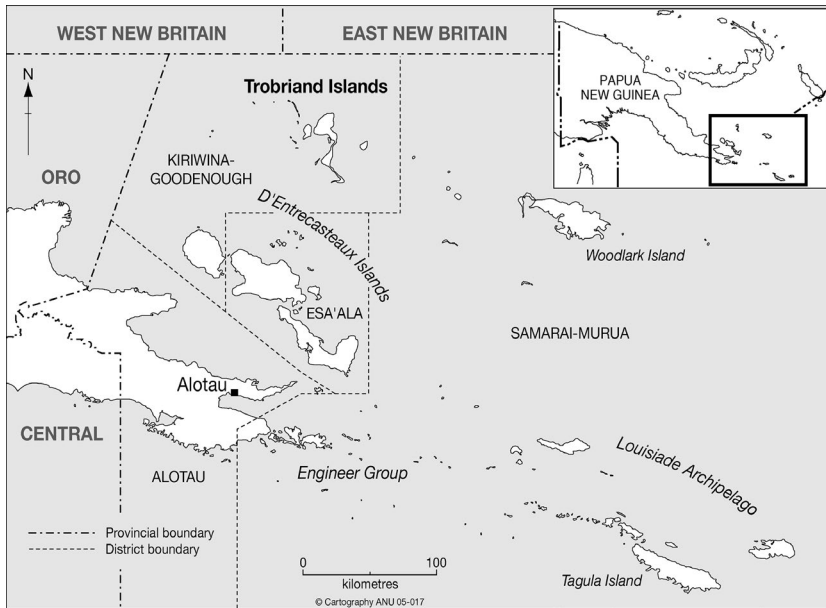 WEST NEW BRITAIN
EAST NEW BRITAIN
N
Trobriand Islands
PAPUA
NEW GUINEA
KIRIWINA-
GOODENOUGH
ORO
D'Entrecasteaux Islands
Woodlark Island
ESA'ALA
SAMARAI-MURUA
Alotau
CENTRAL
ALOTAU
Engineer Group
Louisiade Archipelago
Provincial boundary
District boundary
0 100
kilometres
Tagula Island
© Cartography ANU 05-017